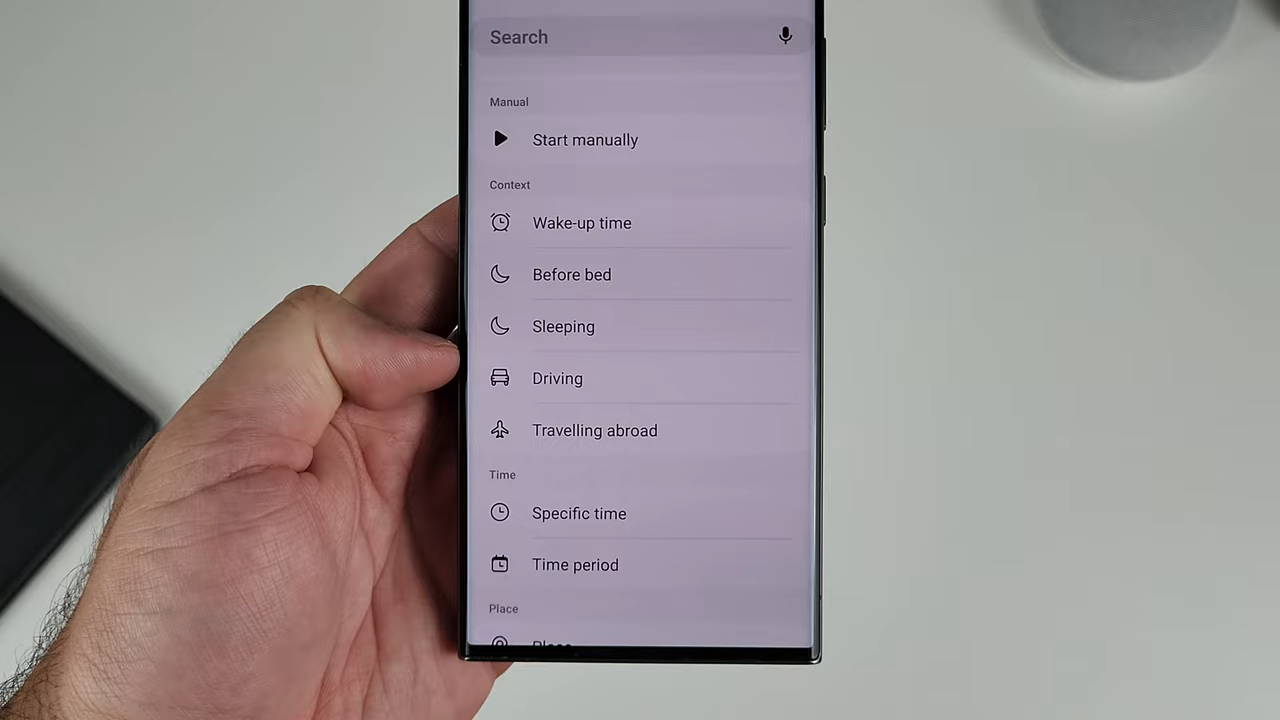 Search
Manual
Start manually
Context
Wake-up time
Before bed
Sleeping
Driving
Travelling abroad
Time
Specific time
Time period
Place
Place